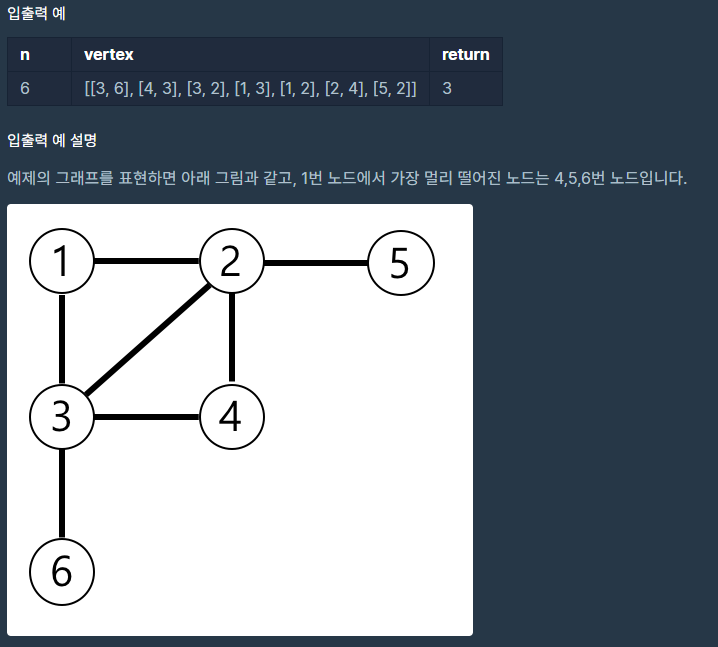 입출력 예
n vertex return
6 [[3, 6], [4, 3], [3, 2], [1, 3], [1, 2], [2, 4], [5, 2]] 3
입출력 예 설명
예제의 그래프를 표현하면 아래 그림과 같고, 1번 노드에서 가장 멀리 떨어진 노드는 4,5,6번 노드입니다.
1 2 5
3 4
6